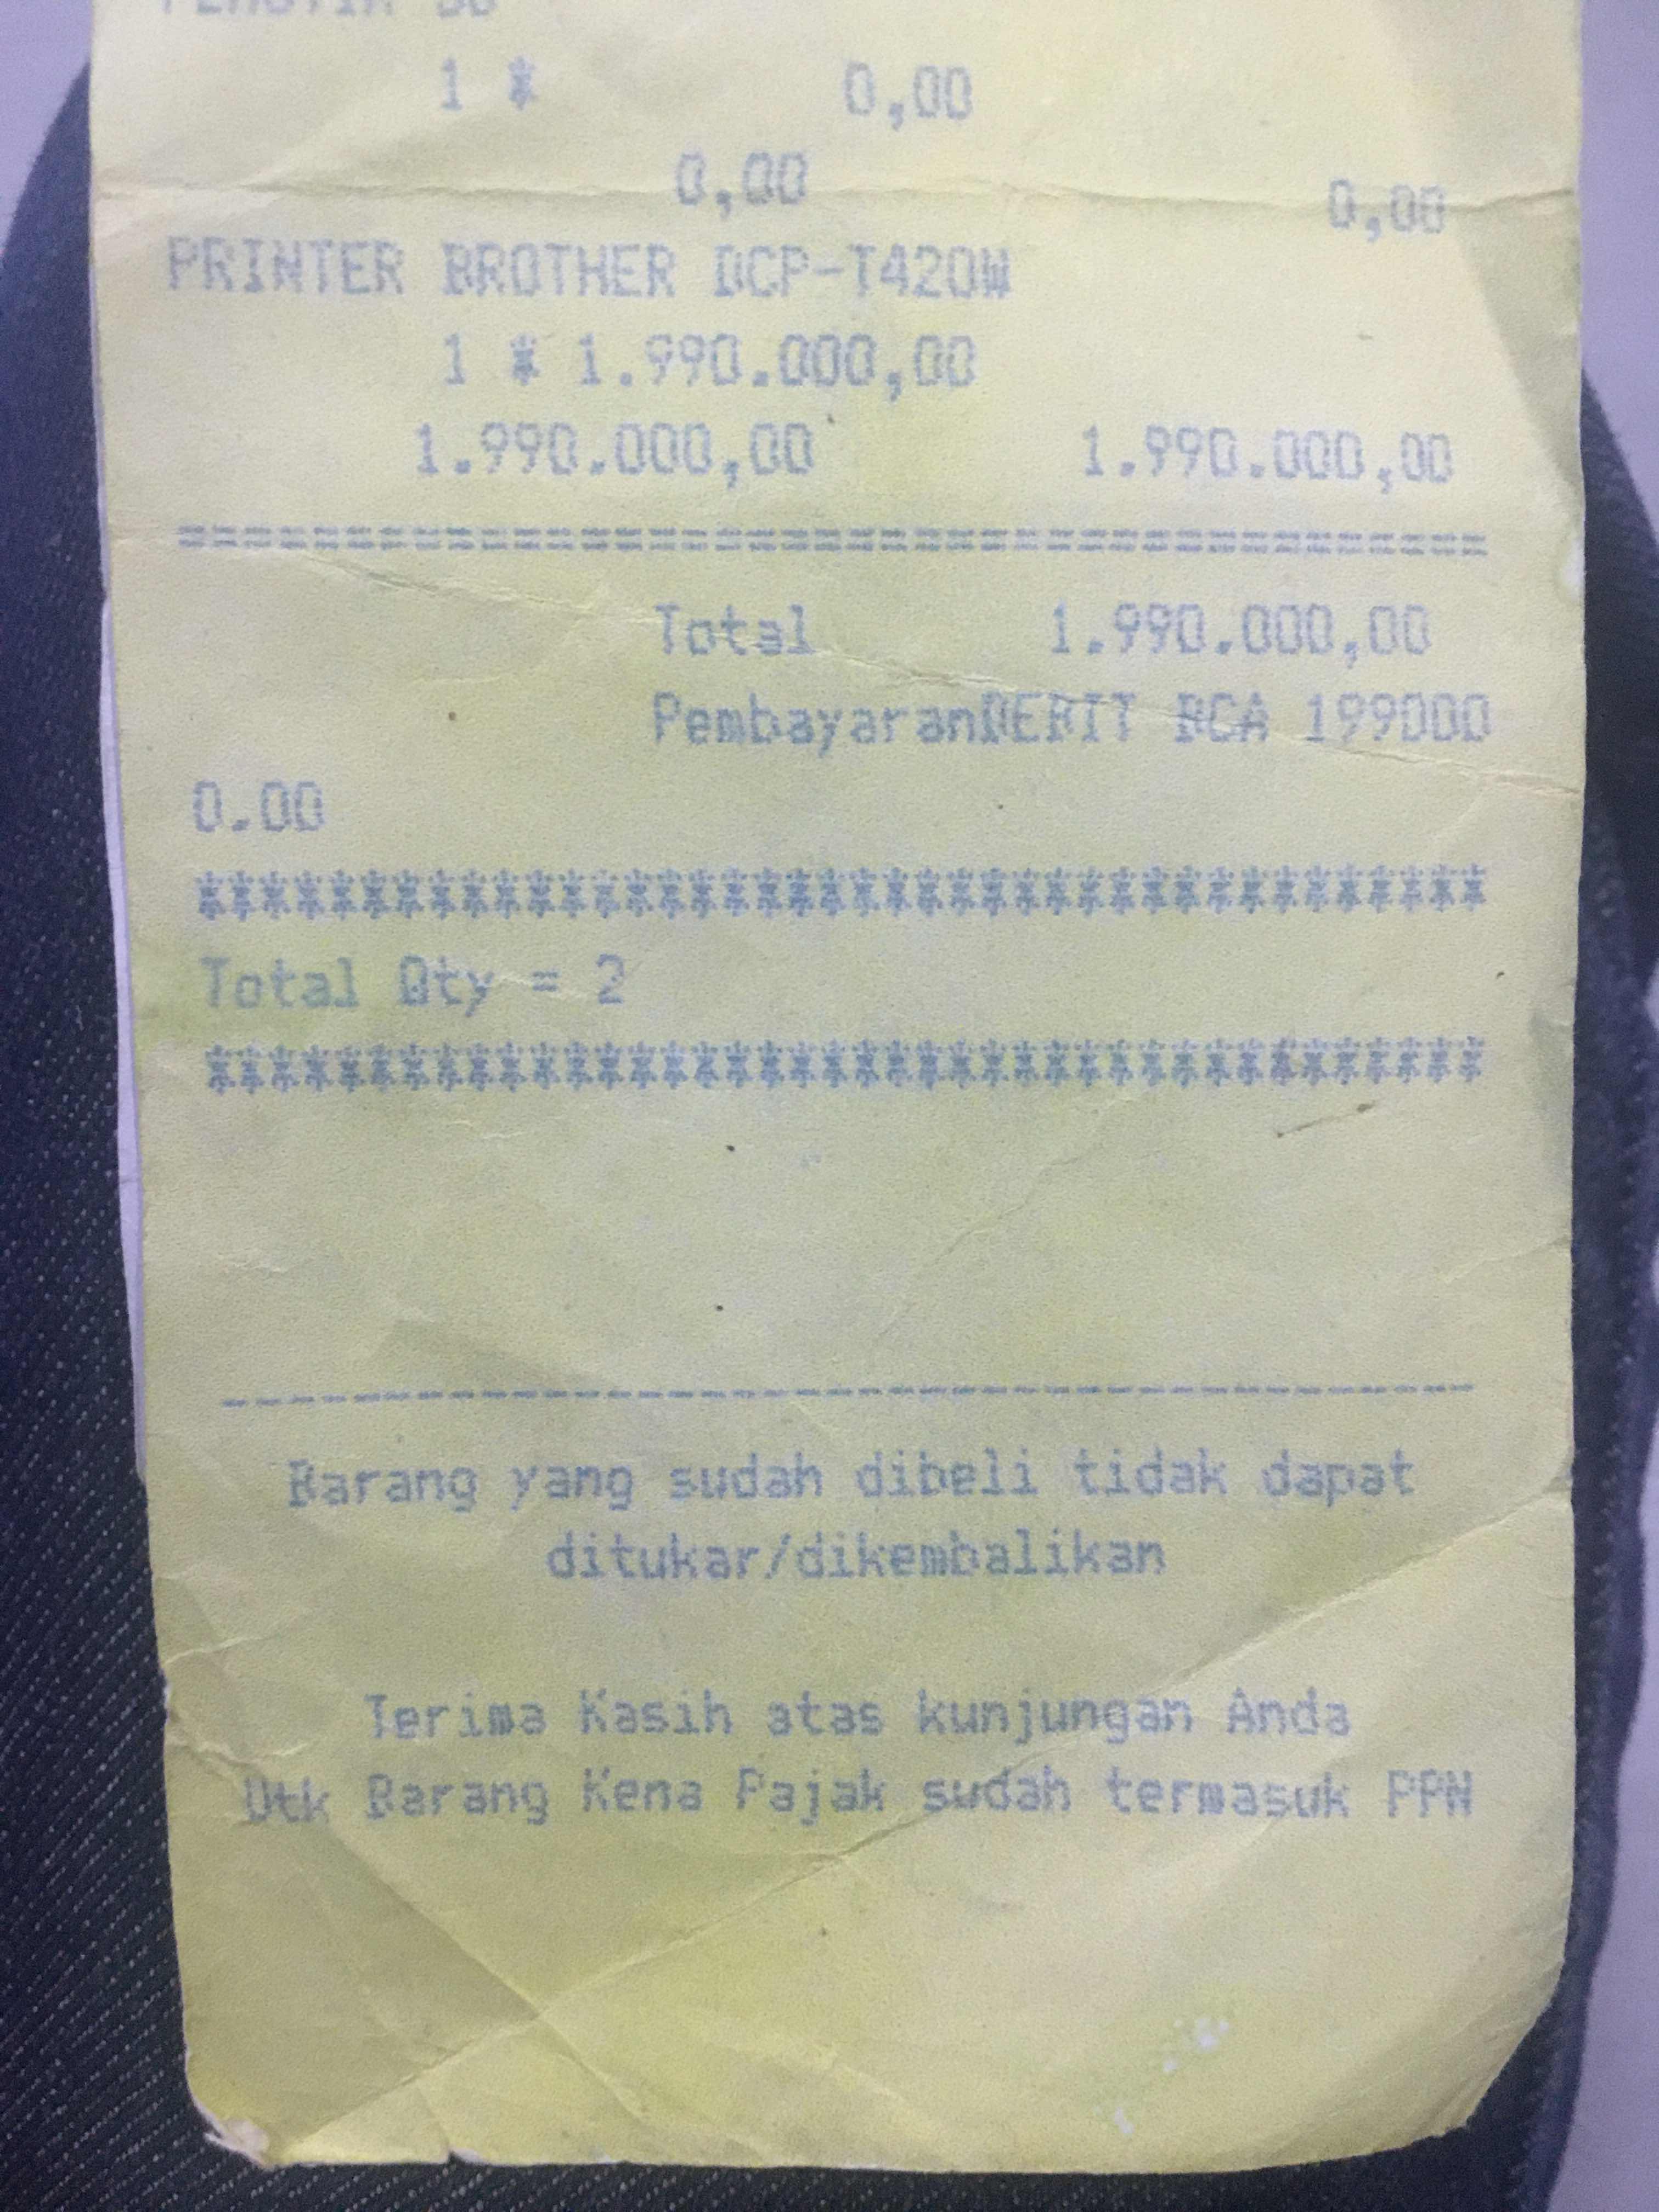 1 * 0,00
0,00 0,00
PRINTER BROTHER DCP-T420W
1 * 1.990.000,00
1.990.000,00 1.990.000,00
=======================================
Total 1.990.000,00
PembayaranDEBIT BCA 199000
0.00
***************************************
Total Qty = 2
***************************************
---------------------------------------
Barang yang sudah dibeli tidak dapat
ditukar/dikembalikan
Terima Kasih atas kunjungan Anda
Utk Barang Kena Pajak sudah termasuk PPN